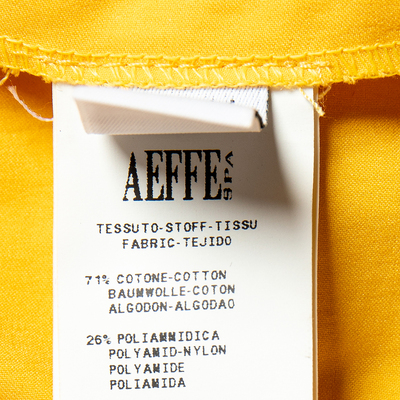 AEFFE SPA
TESSUTO-STOFF-TISSU
FABRIC-TEJIDO
71% COTONE-COTTON
BAUMWOLLE-COTON
ALGODON-ALGODAO
26% POLIAMMIDICA
POLYAMID-NYLON
POLYAMIDE
POLIAMIDA